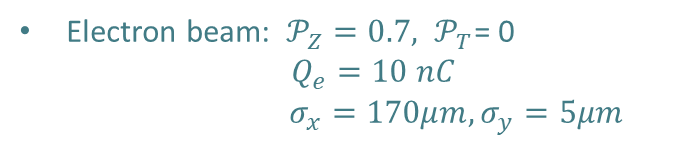 • Electron beam: 𝒫_Z = 0.7, 𝒫_T = 0
Q_e = 10 nC
σ_x = 170μm, σ_y = 5μm